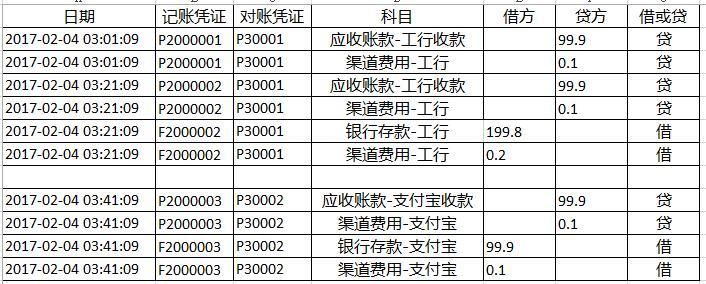 日期 记账凭证 对账凭证 科目 借方 贷方 借或贷
2017-02-04 03:01:09 P2000001 P30001 应收账款-工行收款 99.9 贷
2017-02-04 03:01:09 P2000001 P30001 渠道费用-工行 0.1 贷
2017-02-04 03:21:09 P2000002 P30001 应收账款-工行收款 99.9 贷
2017-02-04 03:21:09 P2000002 P30001 渠道费用-工行 0.1 贷
2017-02-04 03:21:09 F2000002 P30001 银行存款-工行 199.8 借
2017-02-04 03:21:09 F2000002 P30001 渠道费用-工行 0.2 借
2017-02-04 03:41:09 P2000003 P30002 应收账款-支付宝收款 99.9 贷
2017-02-04 03:41:09 P2000003 P30002 渠道费用-支付宝 0.1 贷
2017-02-04 03:41:09 F2000003 P30002 银行存款-支付宝 99.9 借
2017-02-04 03:41:09 F2000003 P30002 渠道费用-支付宝 0.1 借